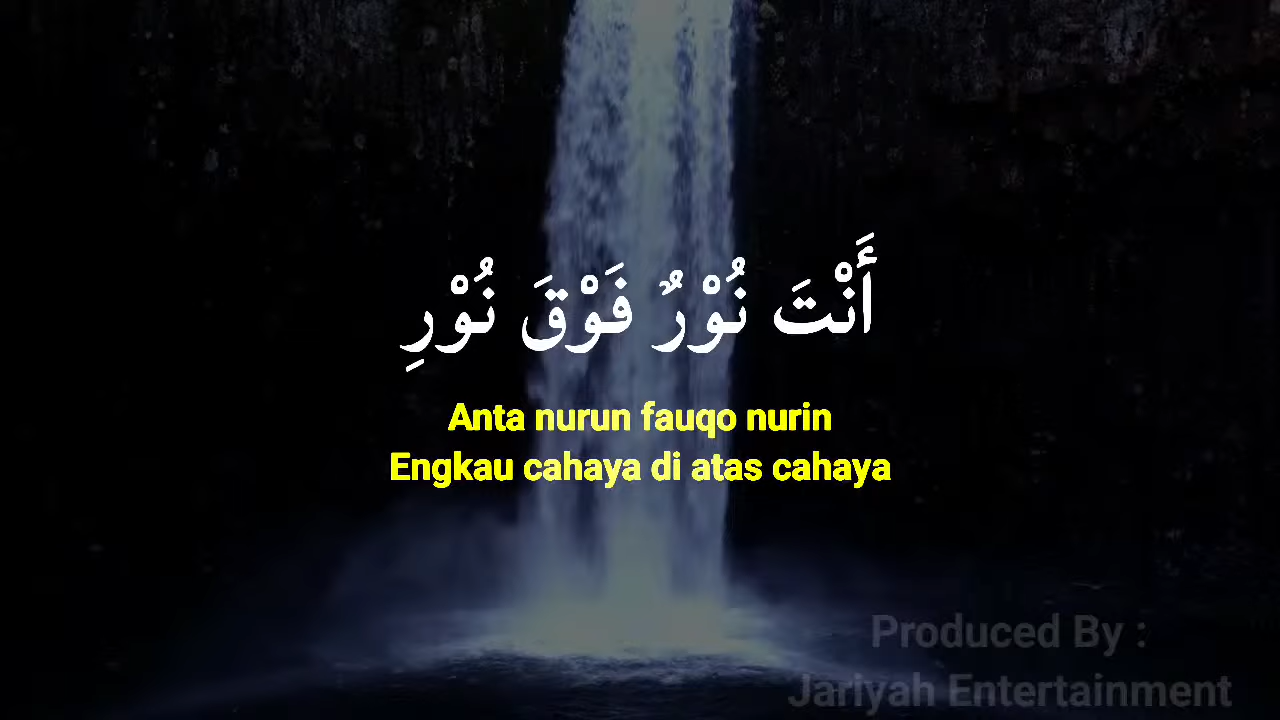 أَنْتَ نُوْرٌ فَوْقَ نُوْرِ
Anta nurun fauqo nurin
Engkau cahaya di atas cahaya
Produced By :
Jariyah Entertainment